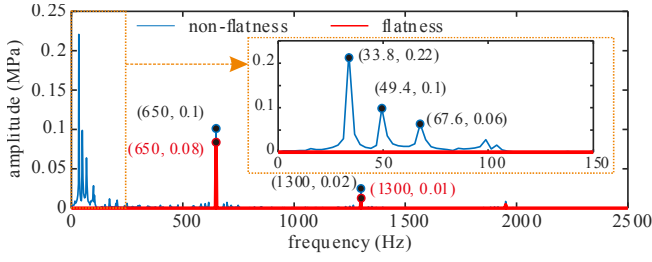 non-flatness flatness
0.25
0.2
0.15
0.1
0.05
0
amplitude (MPa)
(650, 0.1)
(650, 0.08)
(33.8, 0.22)
(49.4, 0.1)
(67.6, 0.06)
0.2
0.1
0
0 50 100 150
(1300, 0.02) (1300, 0.01)
0 500 1000 1500 2000 2500
frequency (Hz)